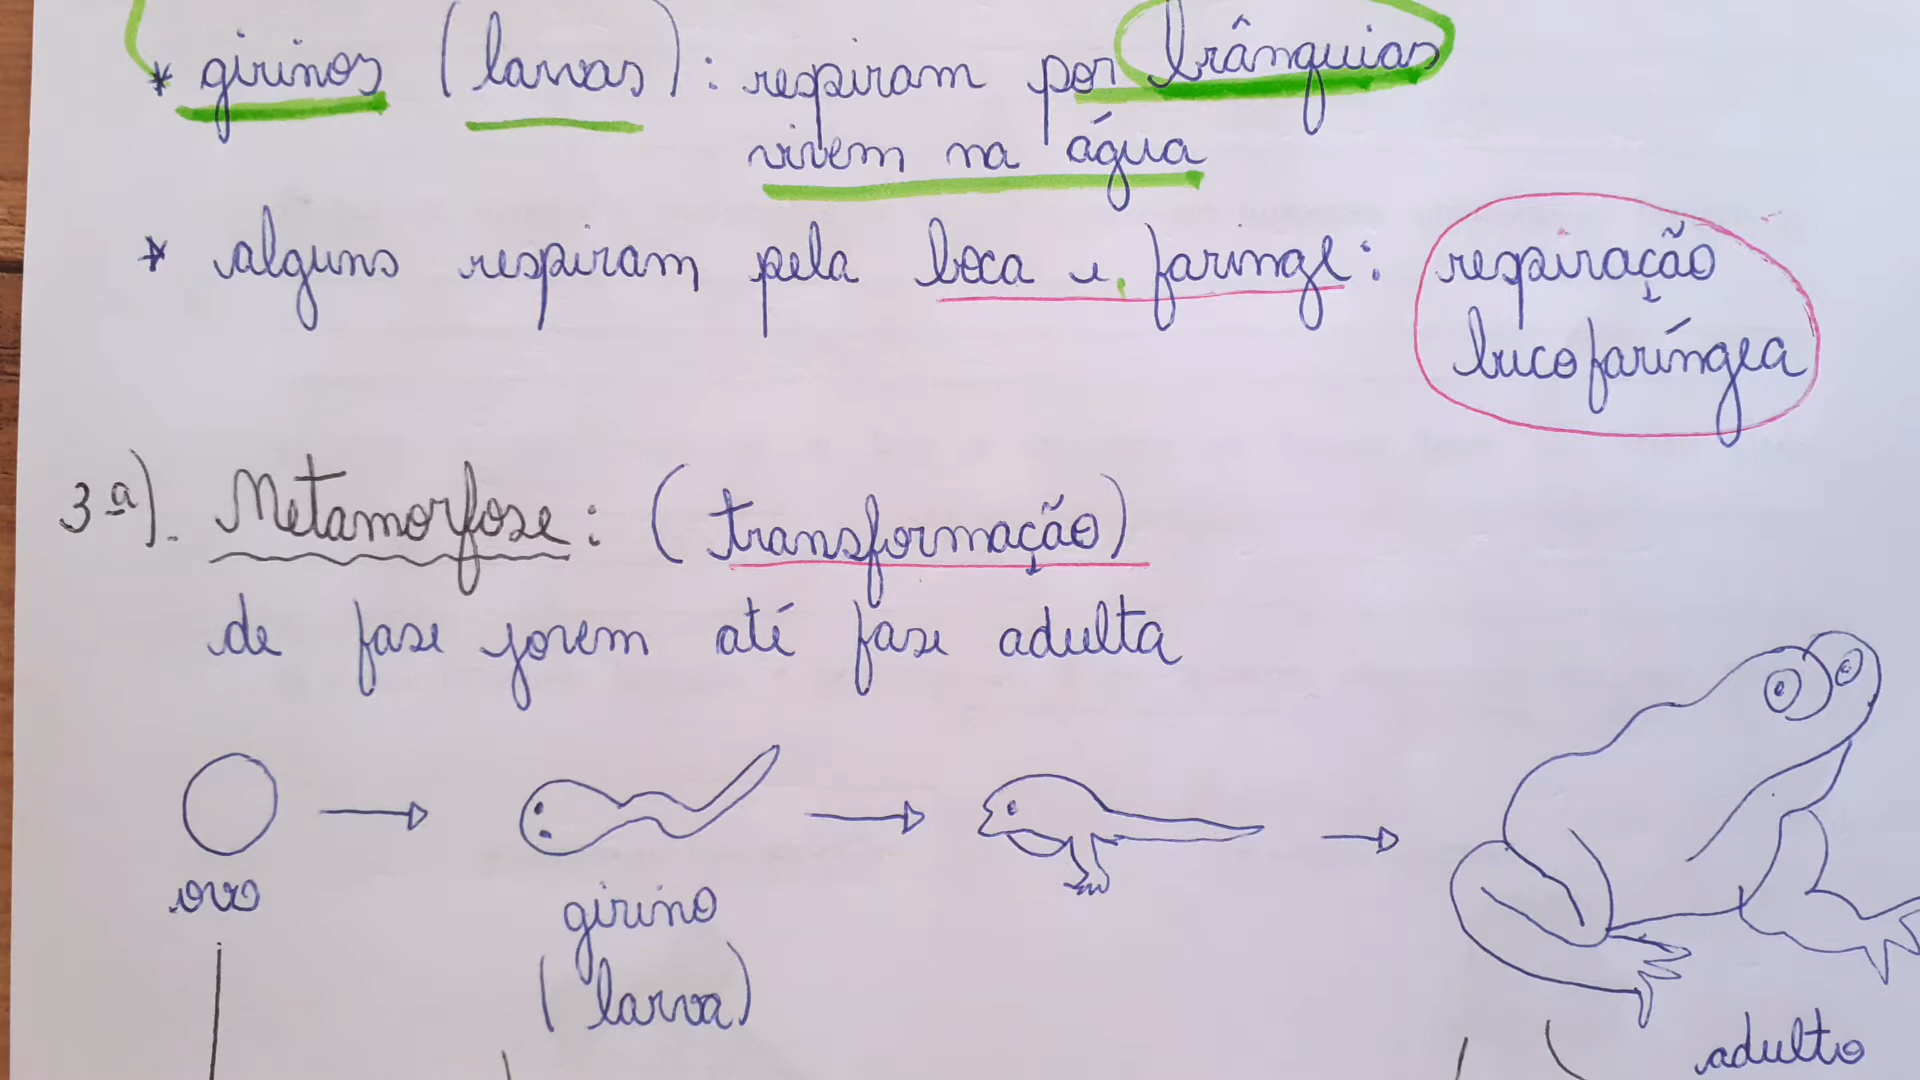 * girinos (larvas): respiram por brânquias
vivem na água
* alguns respiram pela boca e faringe: respiração
bucofaríngea
3ª). Metamorfose: (transformação)
de fase jovem até fase adulta
ovo
girino
(larva)
adulto